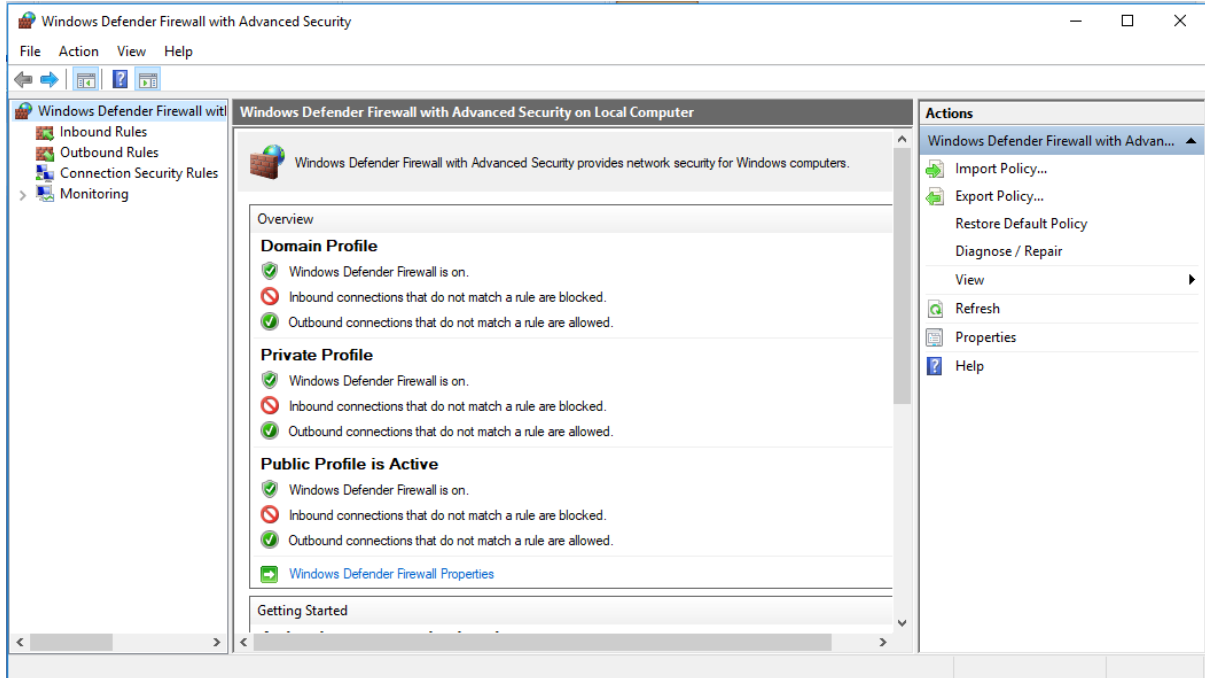 Windows Defender Firewall with Advanced Security
File Action View Help
Windows Defender Firewall witl
Inbound Rules
Outbound Rules
Connection Security Rules
Monitoring
Windows Defender Firewall with Advanced Security on Local Computer
Windows Defender Firewall with Advanced Security provides network security for Windows computers.
Overview
Domain Profile
Windows Defender Firewall is on.
Inbound connections that do not match a rule are blocked.
Outbound connections that do not match a rule are allowed.
Private Profile
Windows Defender Firewall is on.
Inbound connections that do not match a rule are blocked.
Outbound connections that do not match a rule are allowed.
Public Profile is Active
Windows Defender Firewall is on.
Inbound connections that do not match a rule are blocked.
Outbound connections that do not match a rule are allowed.
Windows Defender Firewall Properties
Getting Started
Actions
Windows Defender Firewall with Advan...
Import Policy...
Export Policy...
Restore Default Policy
Diagnose / Repair
View
Refresh
Properties
Help